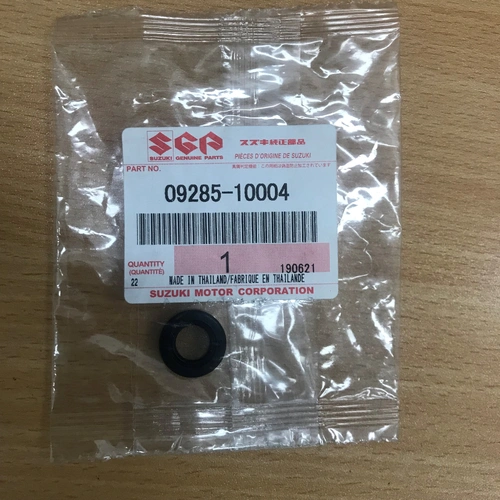 SGP
SUZUKI GENUINE PARTS
スズキ純正部品
PIÈCES D'ORIGINE DE SUZUKI
PART NO.
09285-10004
QUANTITY
(QUANTITÉ)
1
190621
22
MADE IN THAILAND/FABRIQUE EN THAILANDE
SUZUKI MOTOR CORPORATION